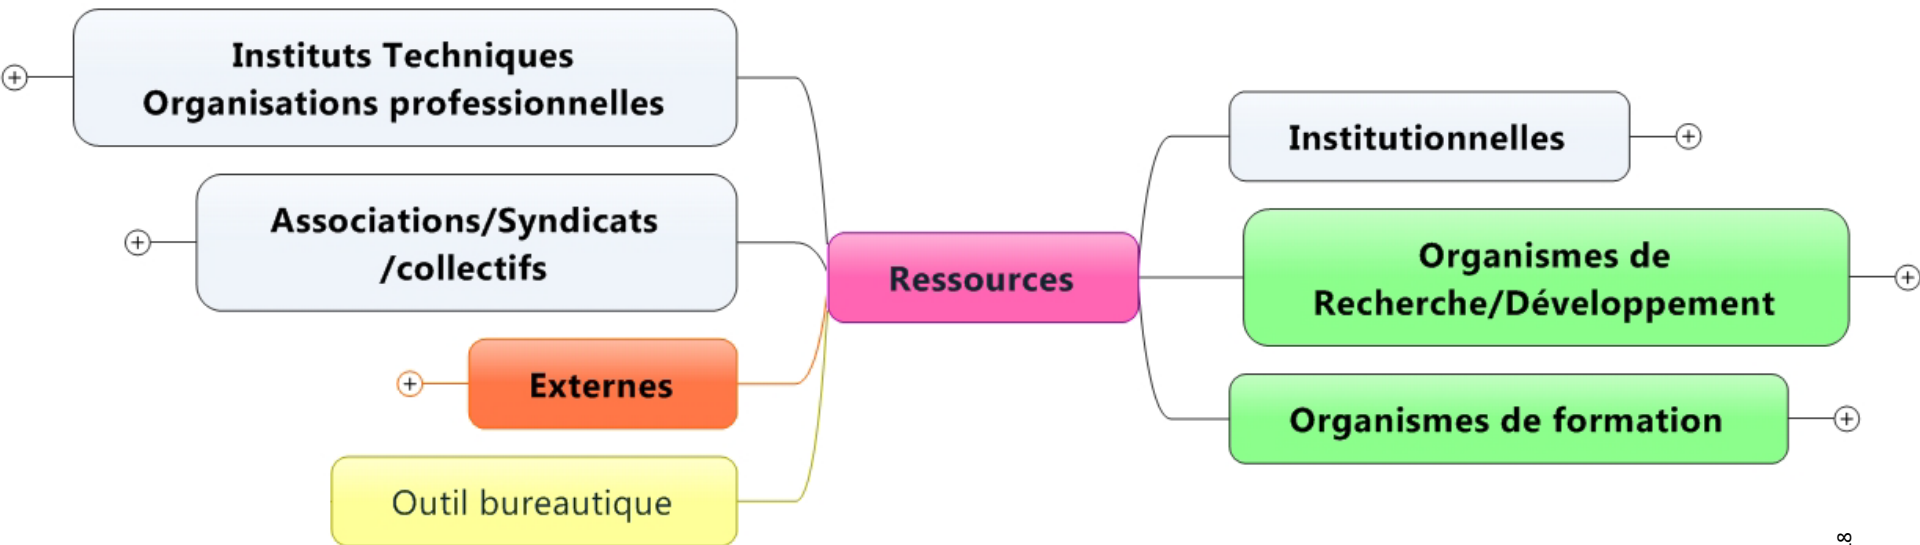 Instituts Techniques
Organisations professionnelles
Associations/Syndicats
/collectifs
Externes
Outil bureautique
Ressources
Institutionnelles
Organismes de
Recherche/Développement
Organismes de formation
8